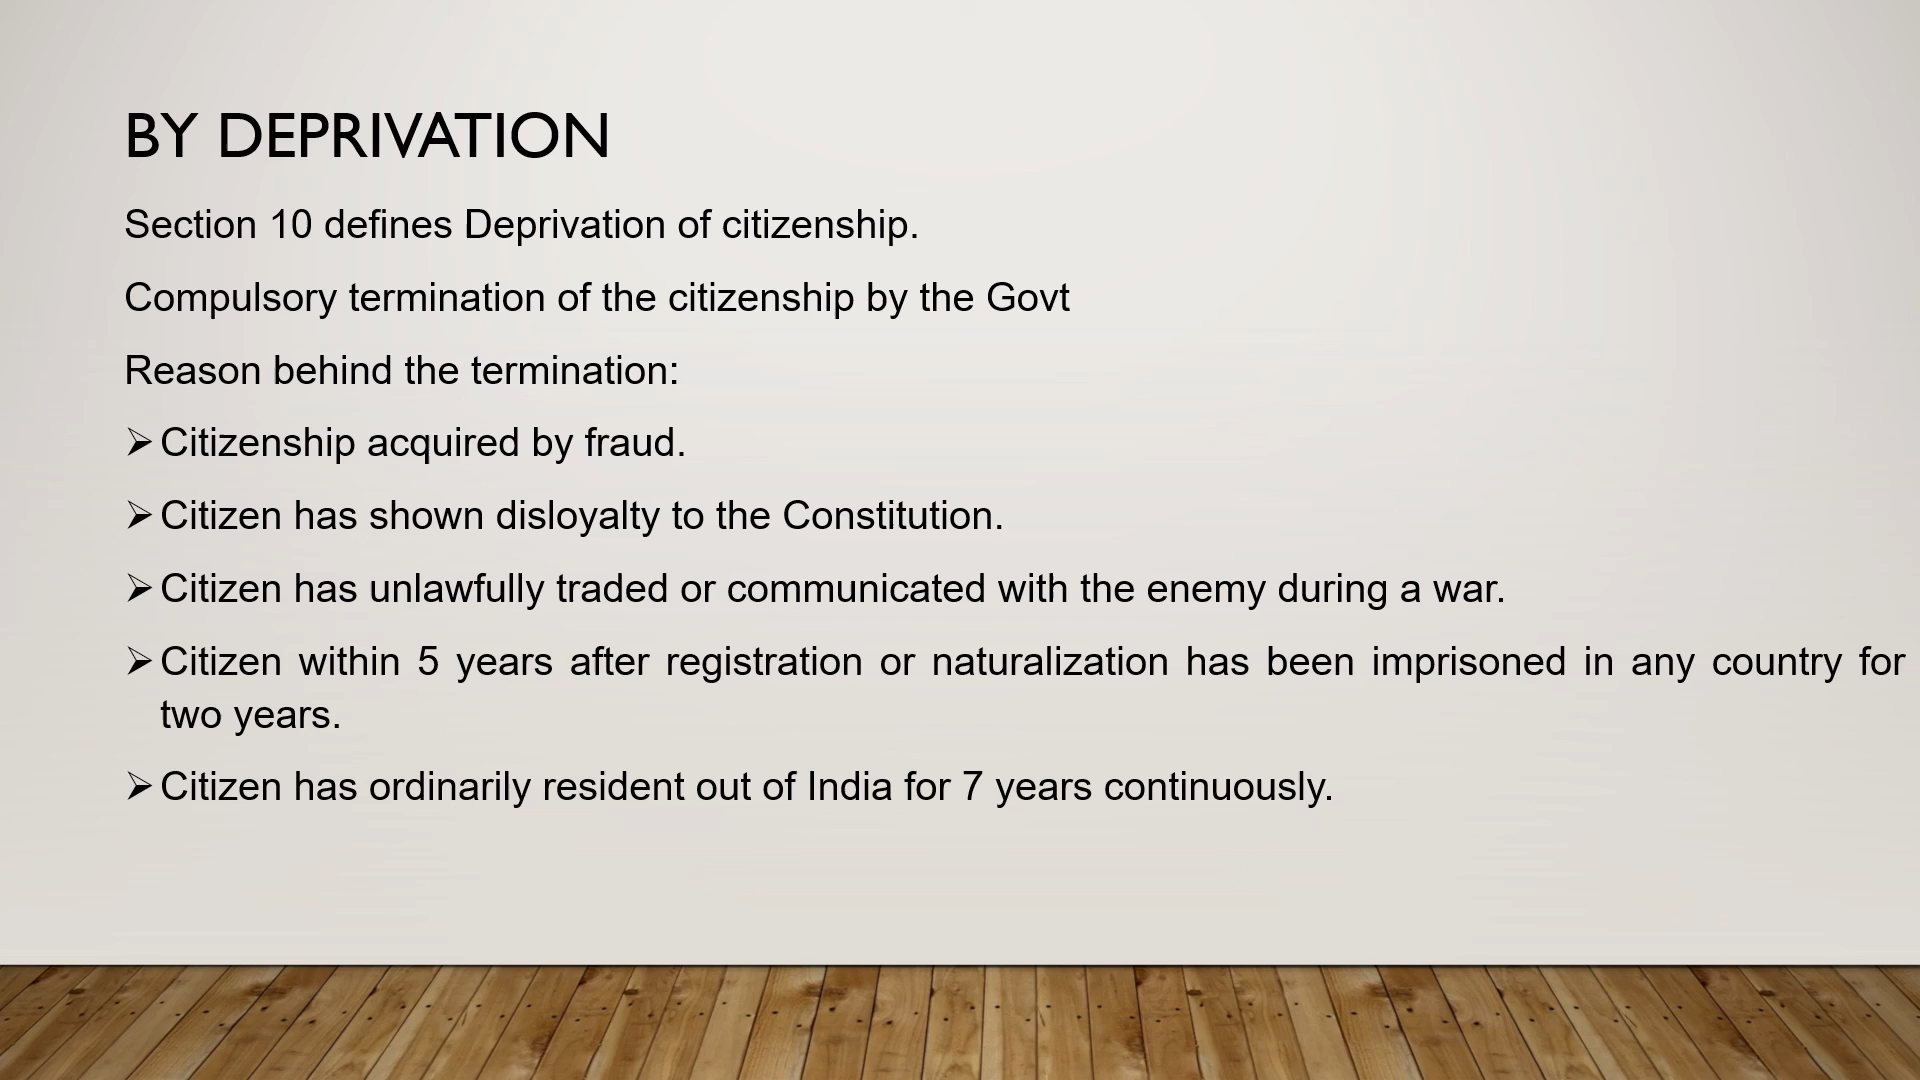 BY DEPRIVATION
Section 10 defines Deprivation of citizenship.
Compulsory termination of the citizenship by the Govt
Reason behind the termination:
➢ Citizenship acquired by fraud.
➢ Citizen has shown disloyalty to the Constitution.
➢ Citizen has unlawfully traded or communicated with the enemy during a war.
➢ Citizen within 5 years after registration or naturalization has been imprisoned in any country for
two years.
➢ Citizen has ordinarily resident out of India for 7 years continuously.